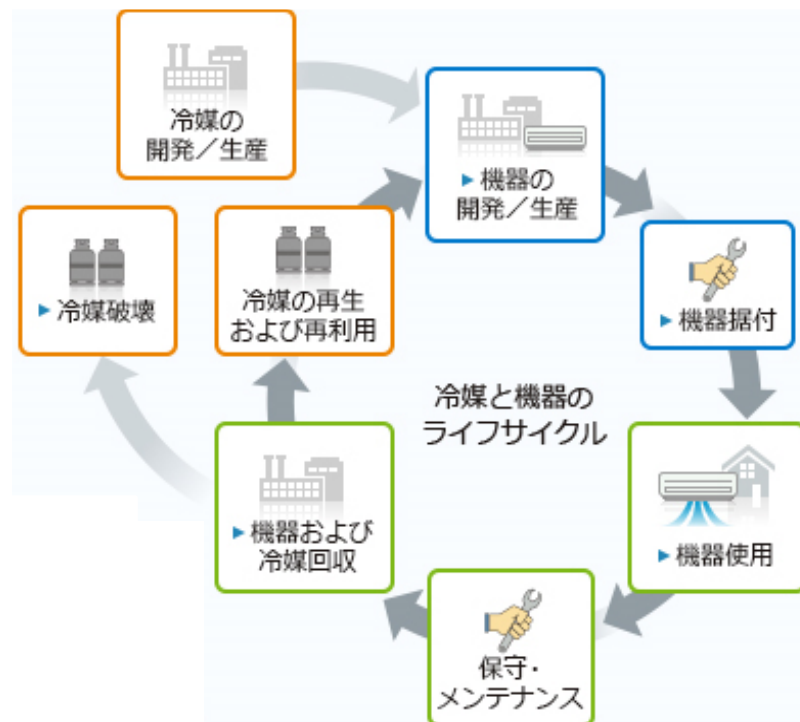 冷媒の
開発／生産
▶ 機器の
開発／生産
▶ 冷媒破壊
冷媒の再生
および再利用
▶ 機器据付
冷媒と機器の
ライフサイクル
▶ 機器および
冷媒回収
▶ 機器使用
保守・
メンテナンス